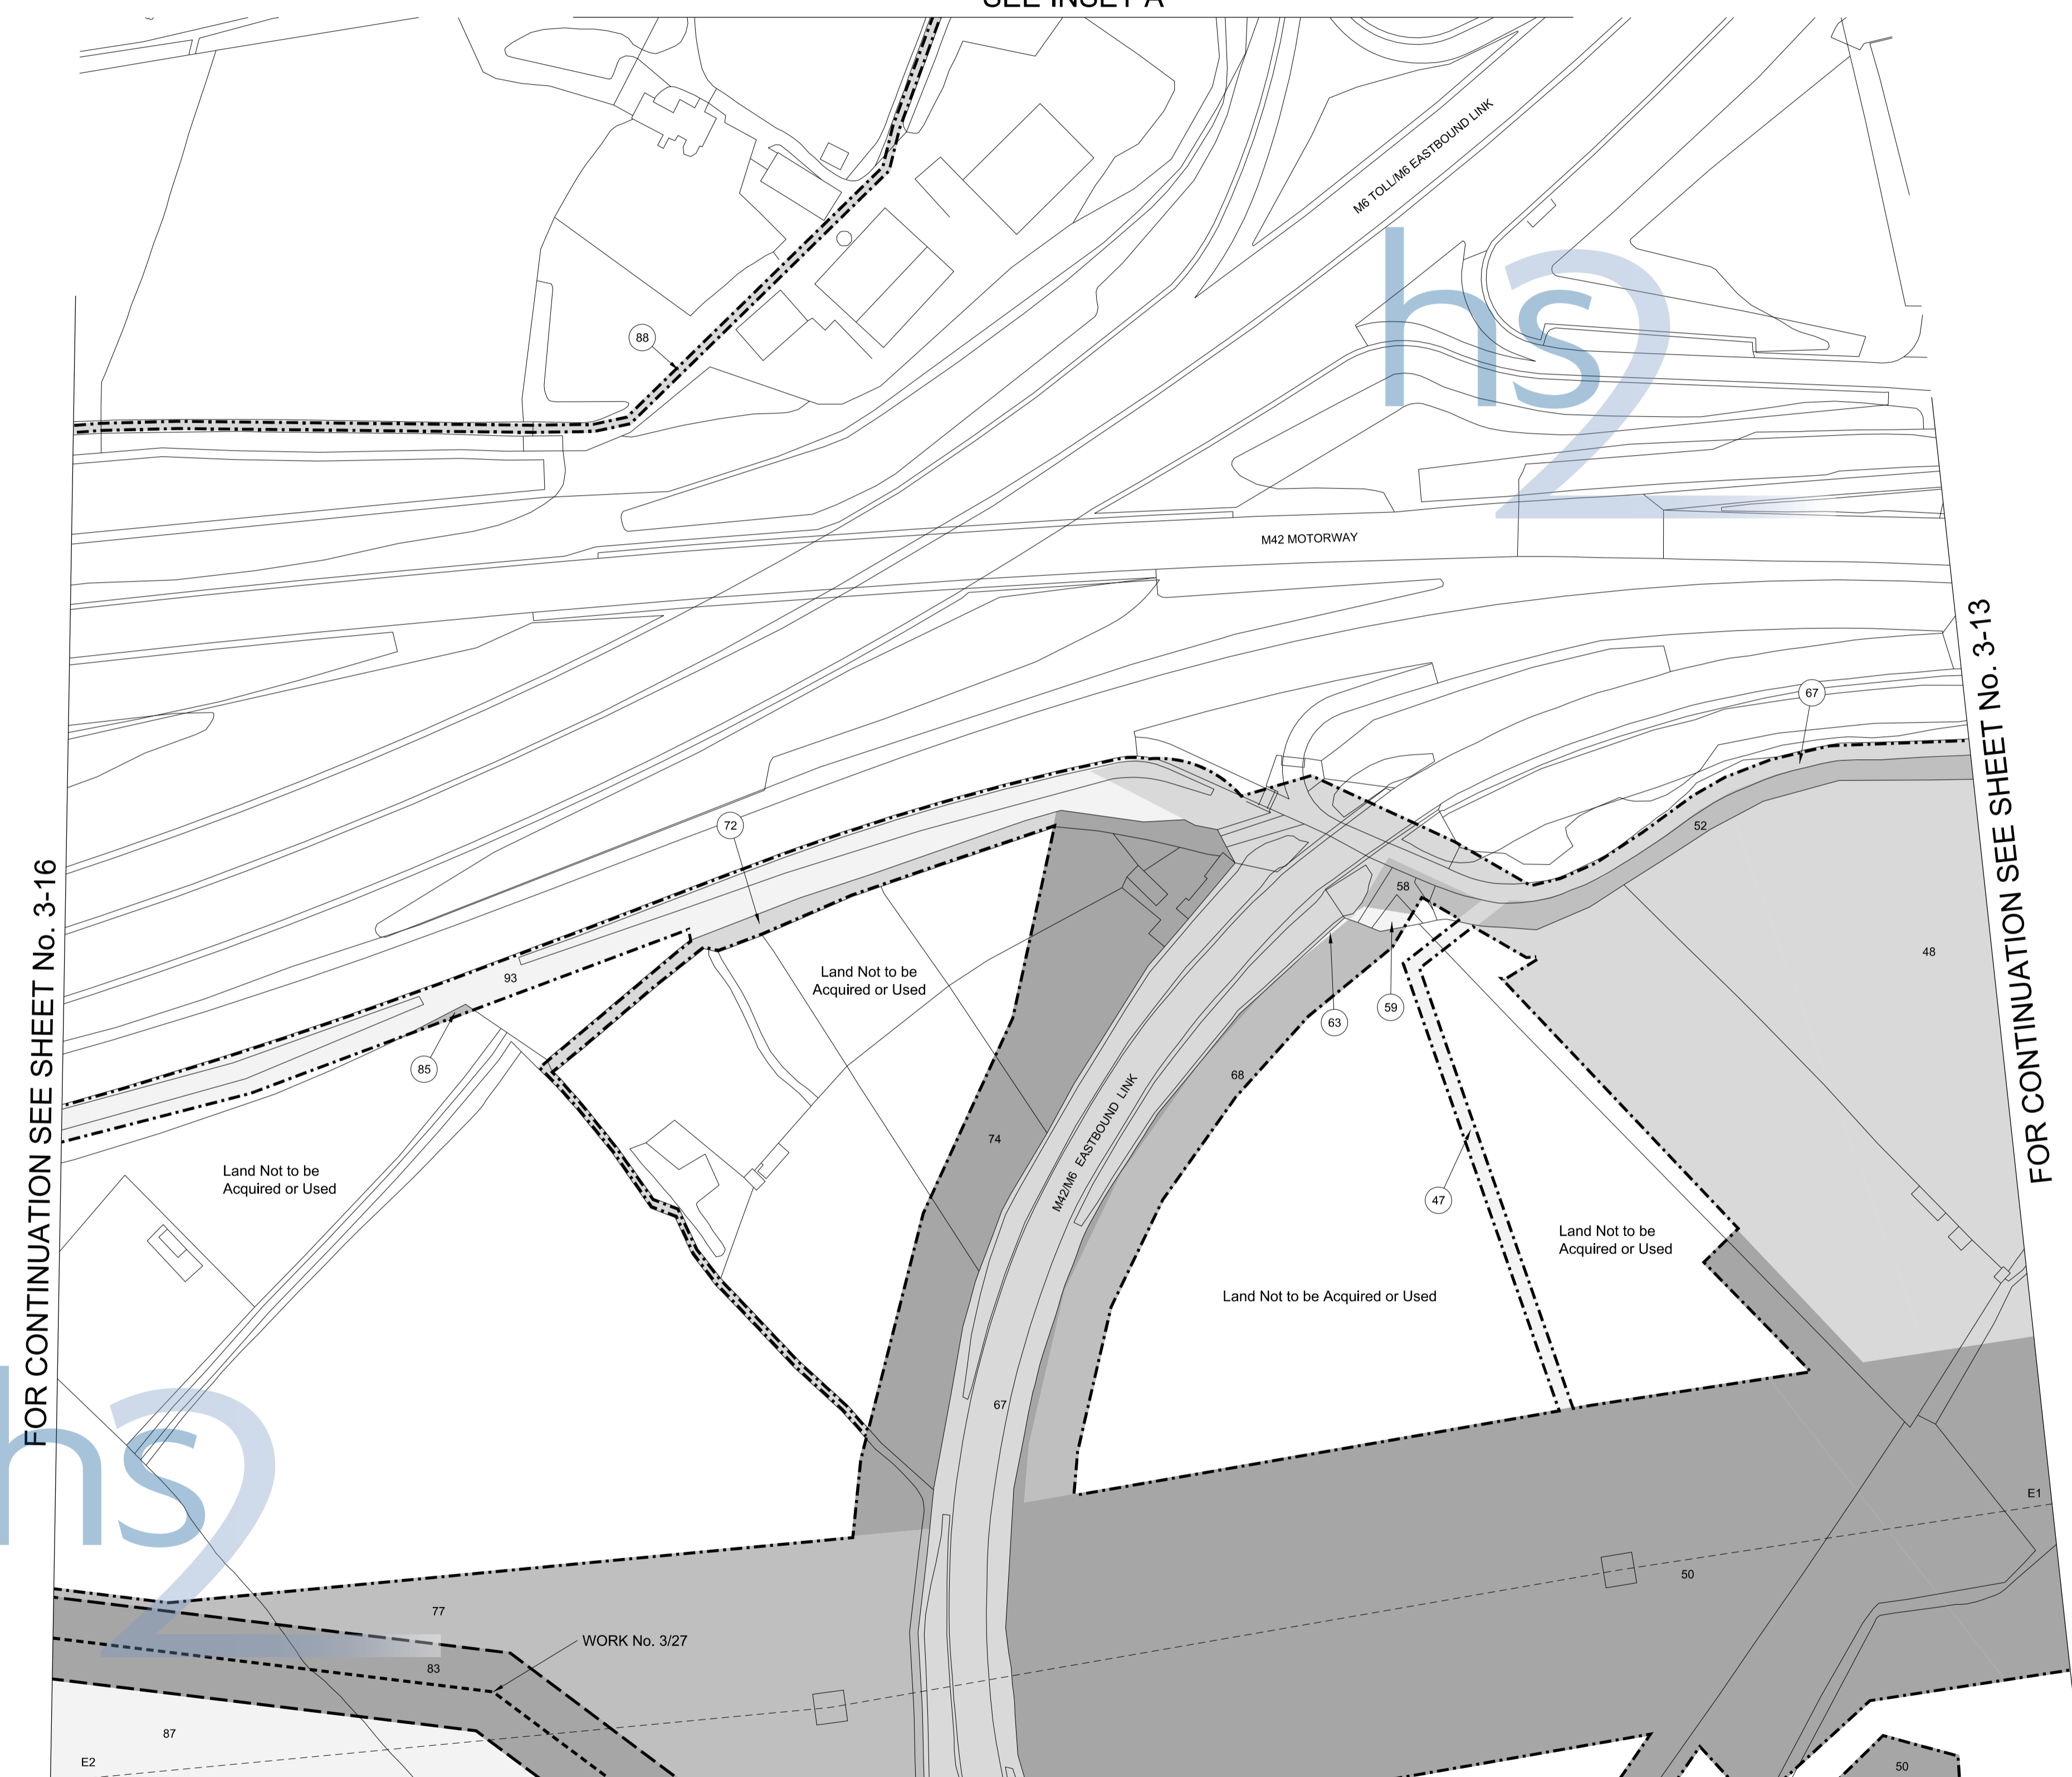 SEE INSET A
M6 TOLL/M6 EASTBOUND LINK
hs2
88
M42 MOTORWAY
FOR CONTINUATION SEE SHEET No. 3-13
67
72
52
58
48
93
Land Not to be
Acquired or Used
59
63
85
68
FOR CONTINUATION SEE SHEET No. 3-16
M42/M6 EASTBOUND LINK
74
Land Not to be
Acquired or Used
47
Land Not to be
Acquired or Used
Land Not to be Acquired or Used
67
hs2
E1
50
77
WORK No. 3/27
83
87
E2
50